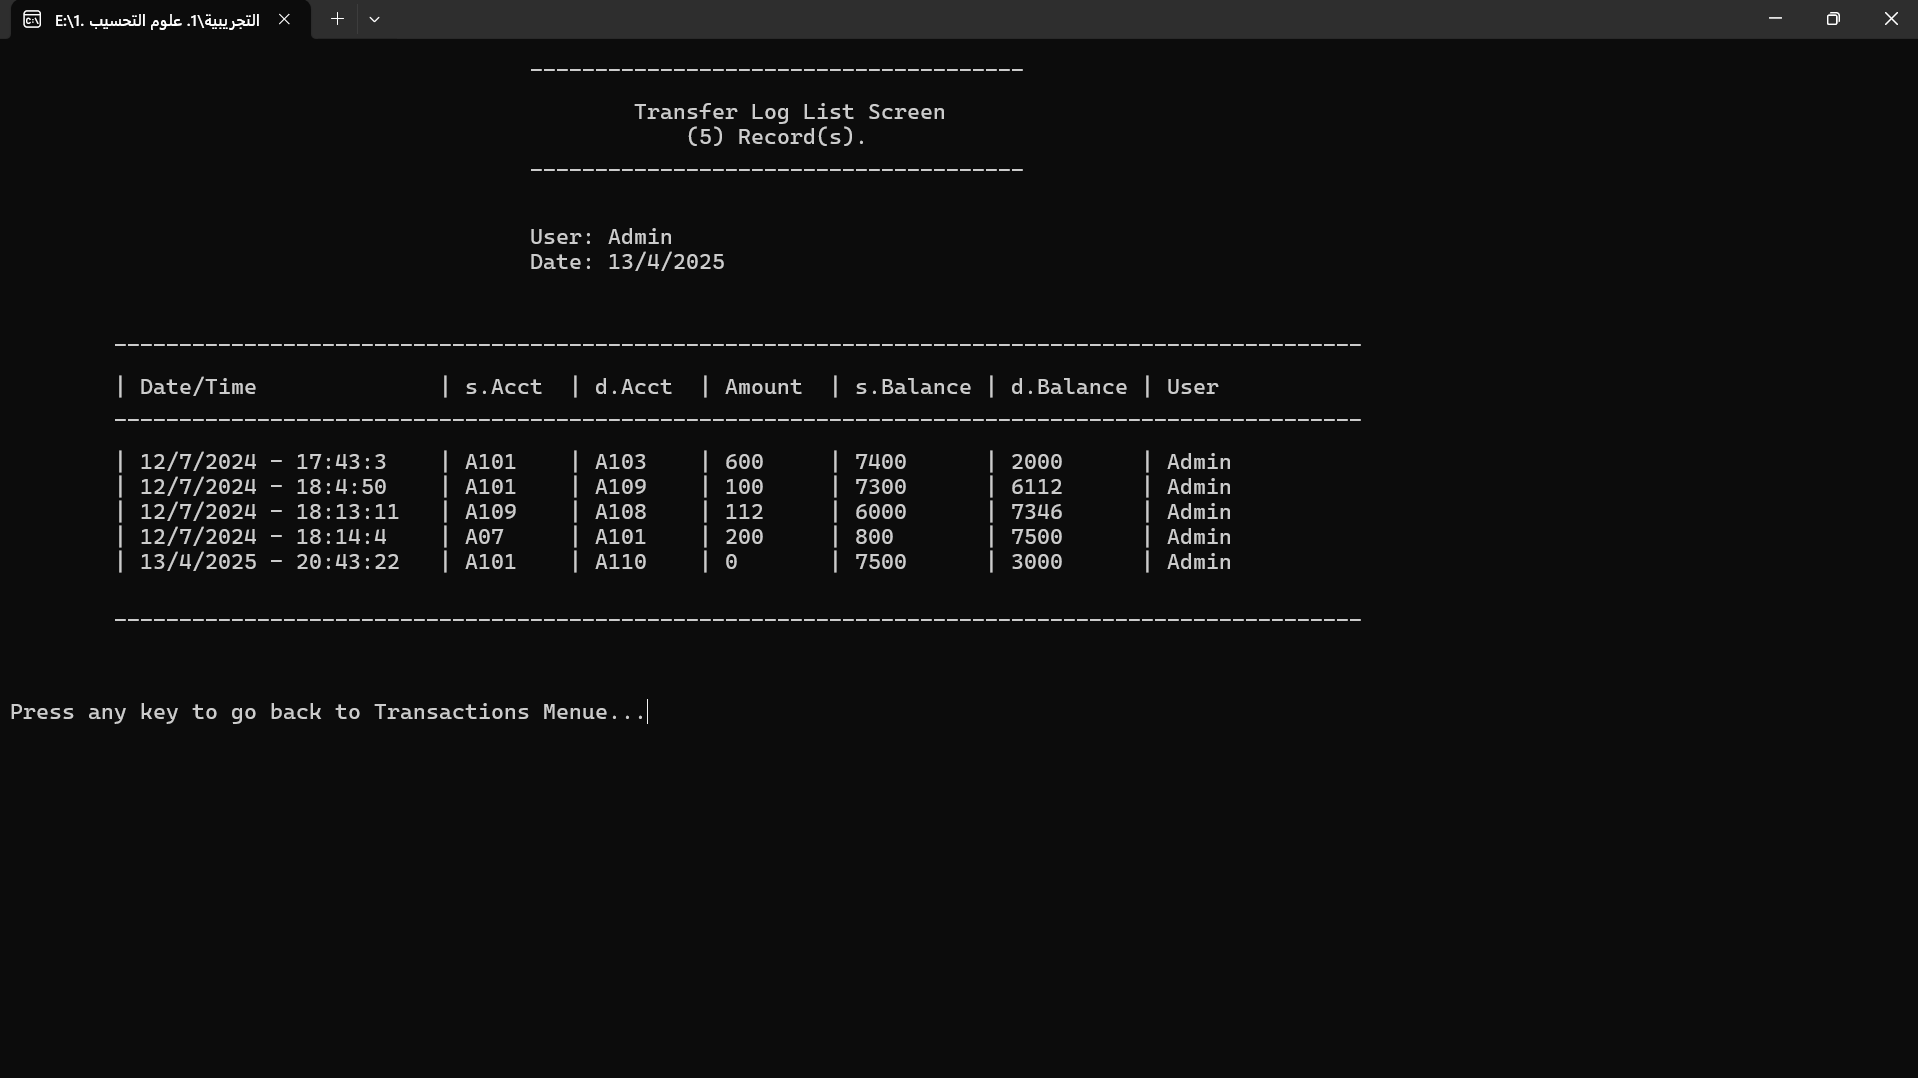 E:\1. علوم التحسيب .1\التجريبية
------------------------------------
Transfer Log List Screen
(5) Record(s).
------------------------------------
User: Admin
Date: 13/4/2025
------------------------------------------------------------------------------------------------
| Date/Time | s.Acct | d.Acct | Amount | s.Balance | d.Balance | User
------------------------------------------------------------------------------------------------
| 12/7/2024 - 17:43:3 | A101 | A103 | 600 | 7400 | 2000 | Admin
| 12/7/2024 - 18:4:50 | A101 | A109 | 100 | 7300 | 6112 | Admin
| 12/7/2024 - 18:13:11 | A109 | A108 | 112 | 6000 | 7346 | Admin
| 12/7/2024 - 18:14:4 | A07 | A101 | 200 | 800 | 7500 | Admin
| 13/4/2025 - 20:43:22 | A101 | A110 | 0 | 7500 | 3000 | Admin
------------------------------------------------------------------------------------------------
Press any key to go back to Transactions Menue...